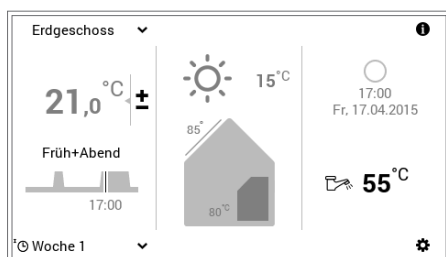 Erdgeschoss
21,0°C ±
Früh+Abend
17:00
Woche 1
15°C
85°
80°C
17:00
Fr, 17.04.2015
55°C